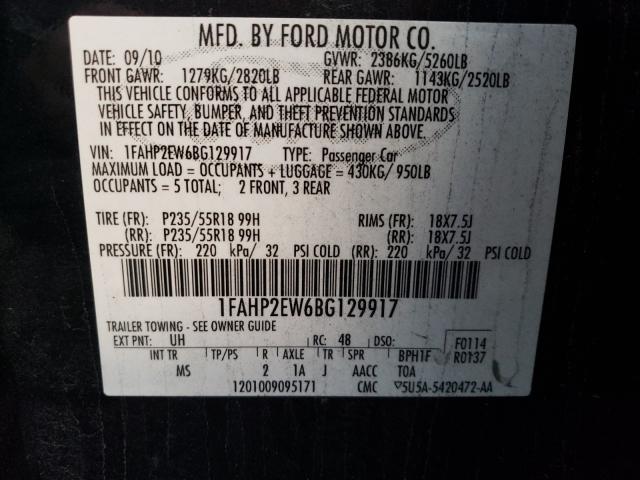 MFD. BY FORD MOTOR CO.
DATE: 09/10 GVWR: 2386KG/5260LB
FRONT GAWR: 1279KG/2820LB REAR GAWR: 1143KG/2520LB
THIS VEHICLE CONFORMS TO ALL APPLICABLE FEDERAL MOTOR
VEHICLE SAFETY, BUMPER, AND THEFT PREVENTION STANDARDS
IN EFFECT ON THE DATE OF MANUFACTURE SHOWN ABOVE.
VIN: 1FAHP2EW6BG129917 TYPE: Passenger Car
MAXIMUM LOAD = OCCUPANTS + LUGGAGE = 430KG/950LB
OCCUPANTS = 5 TOTAL; 2 FRONT, 3 REAR
TIRE (FR): P235/55R18 99H RIMS (FR): 18X7.5J
(RR): P235/55R18 99H (RR): 18X7.5J
PRESSURE (FR): 220 kPa/ 32 PSI COLD (RR): 220 kPa/ 32 PSI COLD
1FAHP2EW6BG129917
TRAILER TOWING - SEE OWNER GUIDE
EXT PNT: UH RC: 48 DSO: F0114
INT TR TP/PS R AXLE TR SPR BPH1F R0137
MS 2 1A J AACC TOA
1201009095171 CMC ▽5U5A-5420472-AA